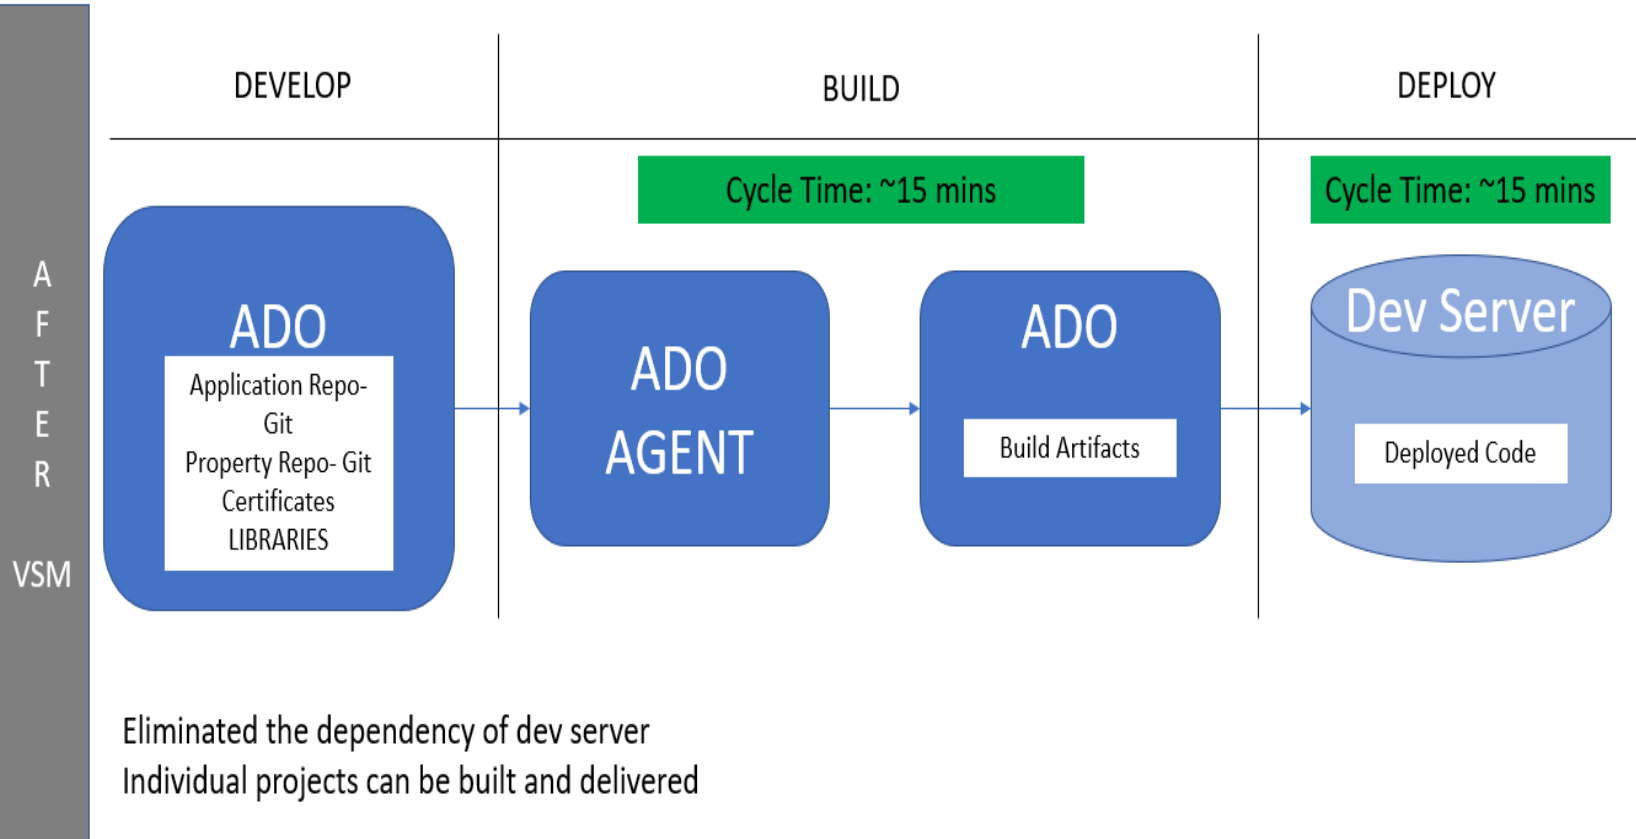 A
F
T
E
R
VSM
DEVELOP
BUILD
DEPLOY
Cycle Time: ~15 mins
Cycle Time: ~15 mins
ADO
Application Repo-
Git
Property Repo- Git
Certificates
LIBRARIES
ADO
AGENT
ADO
Build Artifacts
Dev Server
Deployed Code
Eliminated the dependency of dev server
Individual projects can be built and delivered